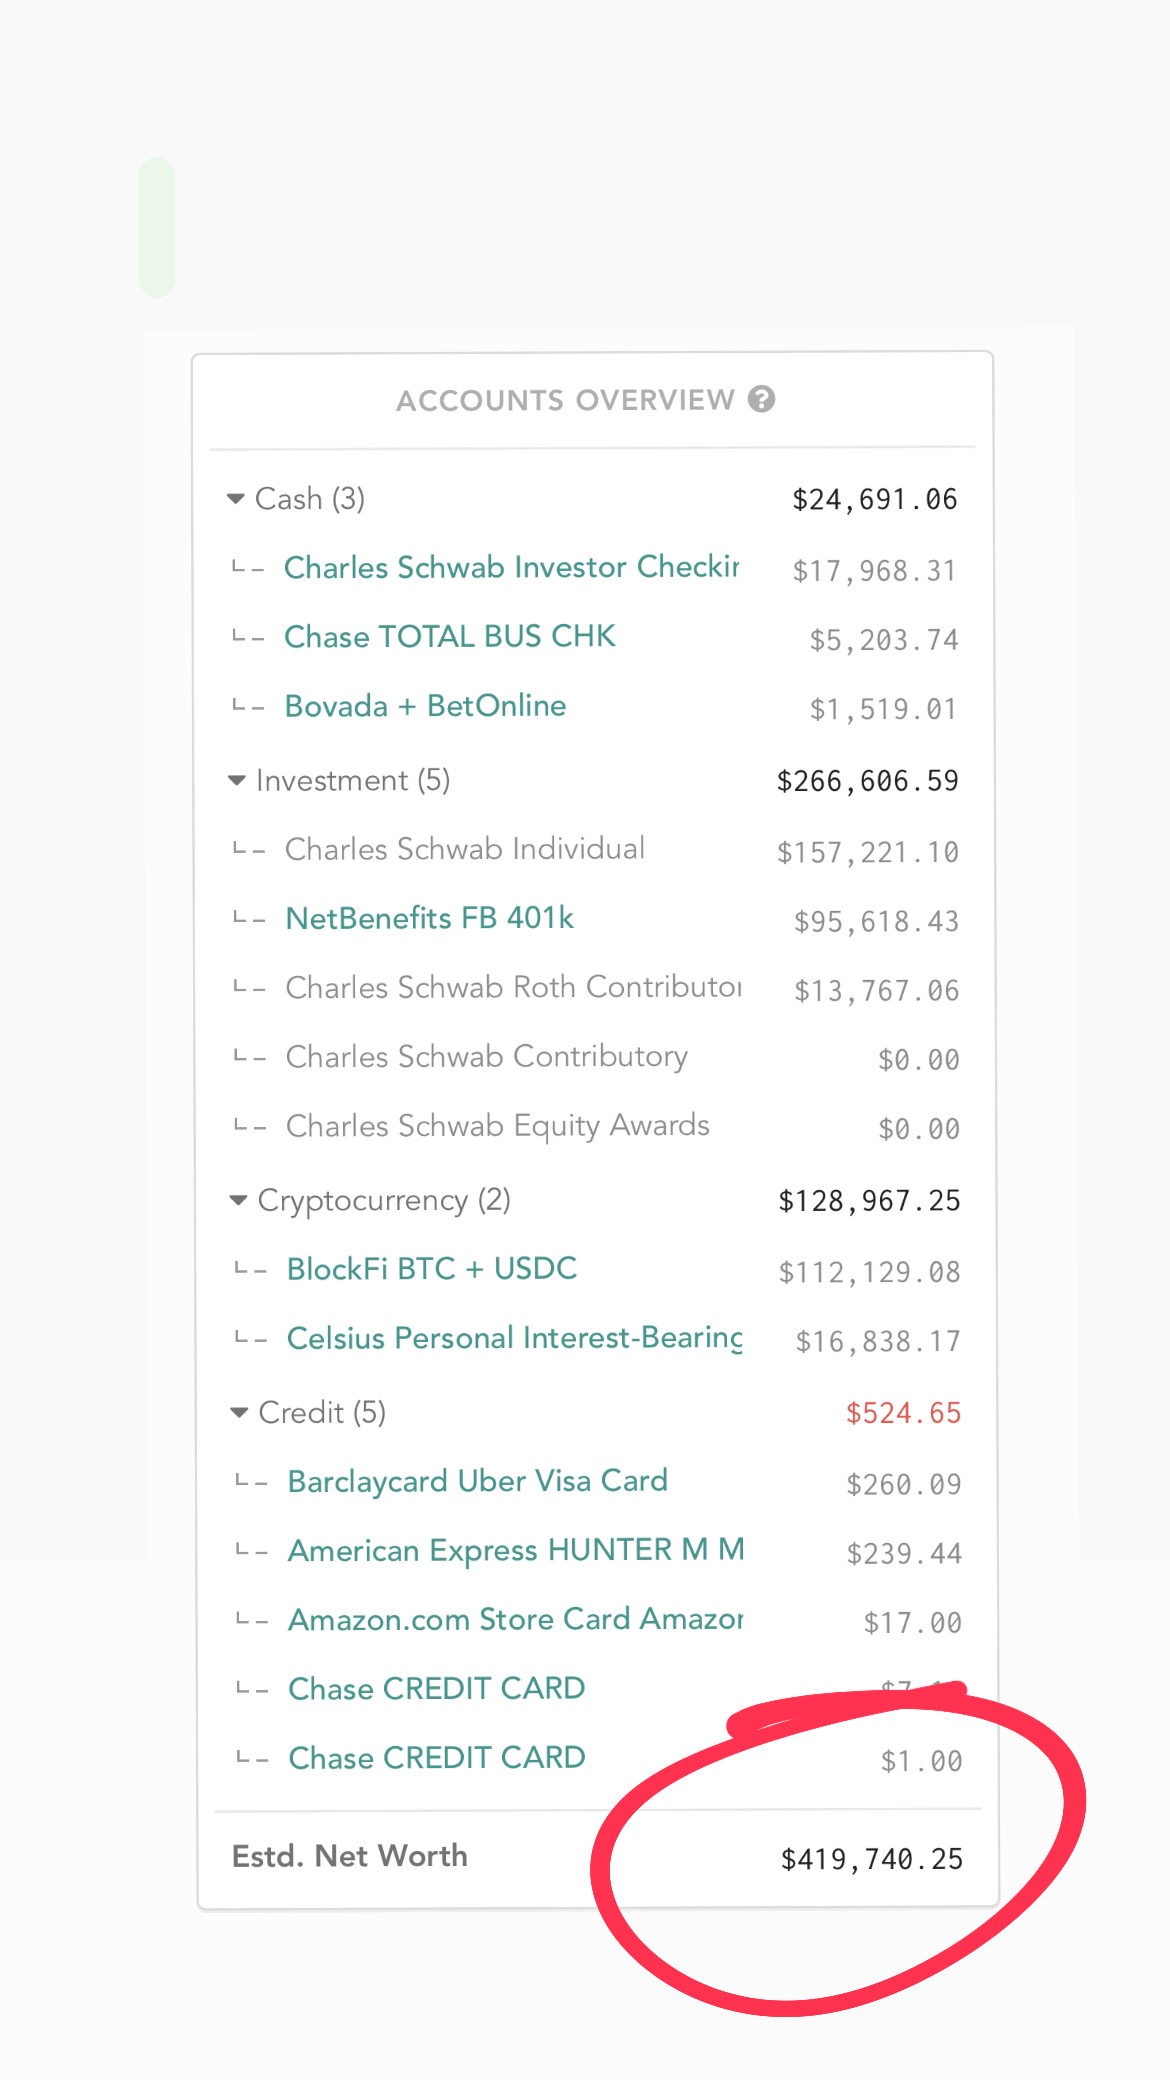 ACCOUNTS OVERVIEW ?
Cash (3) $24,691.06
Charles Schwab Investor Checkin $17,968.31
Chase TOTAL BUS CHK $5,203.74
Bovada + BetOnline $1,519.01
Investment (5) $266,606.59
Charles Schwab Individual $157,221.10
NetBenefits FB 401k $95,618.43
Charles Schwab Roth Contributor $13,767.06
Charles Schwab Contributory $0.00
Charles Schwab Equity Awards $0.00
Cryptocurrency (2) $128,967.25
BlockFi BTC + USDC $112,129.08
Celsius Personal Interest-Bearing $16,838.17
Credit (5) $524.65
Barclaycard Uber Visa Card $260.09
American Express HUNTER M M $239.44
Amazon.com Store Card Amazon $17.00
Chase CREDIT CARD
Chase CREDIT CARD $1.00
Estd. Net Worth $419,740.25